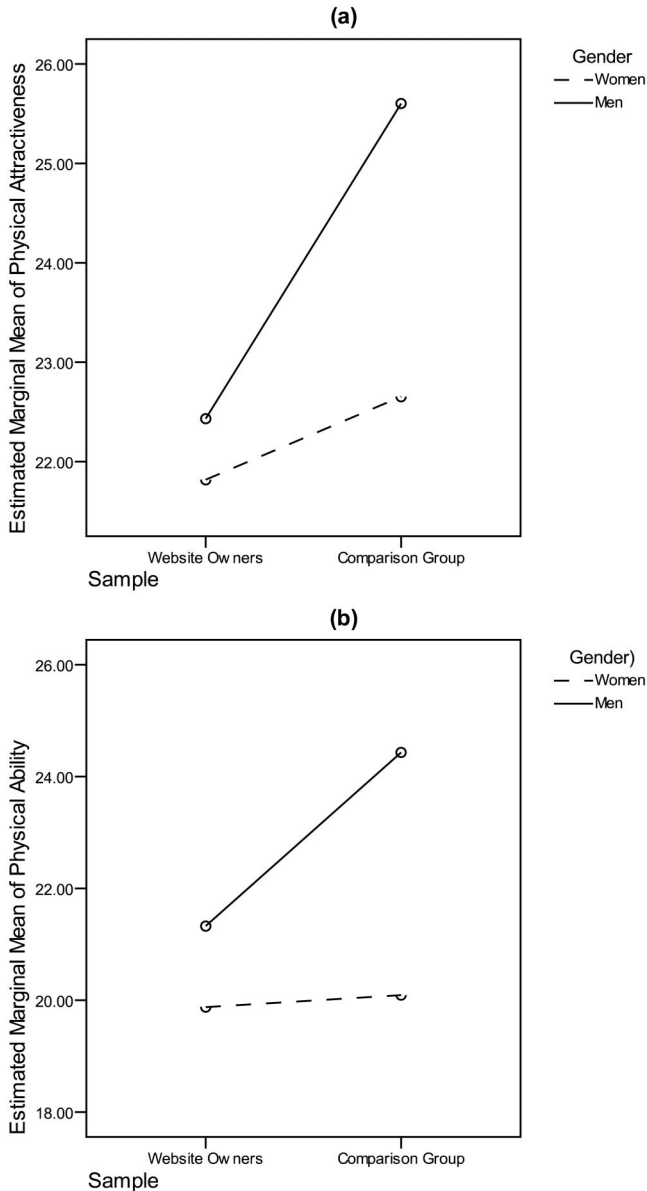 (a)
Estimated Marginal Mean of Physical Attractiveness
26.00
25.00
24.00
23.00
22.00
Website Owners
Comparison Group
Sample
Gender
Women
Men
(b)
Estimated Marginal Mean of Physical Ability
26.00
24.00
22.00
20.00
18.00
Website Owners
Comparison Group
Sample
Gender)
Women
Men